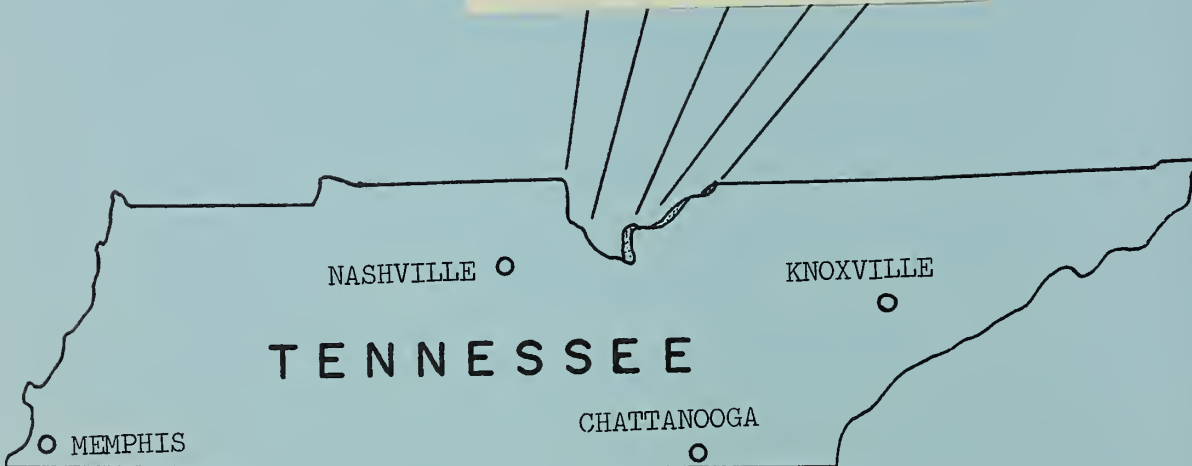 NASHVILLE
KNOXVILLE
TENNESSEE
CHATTANOOGA
MEMPHIS